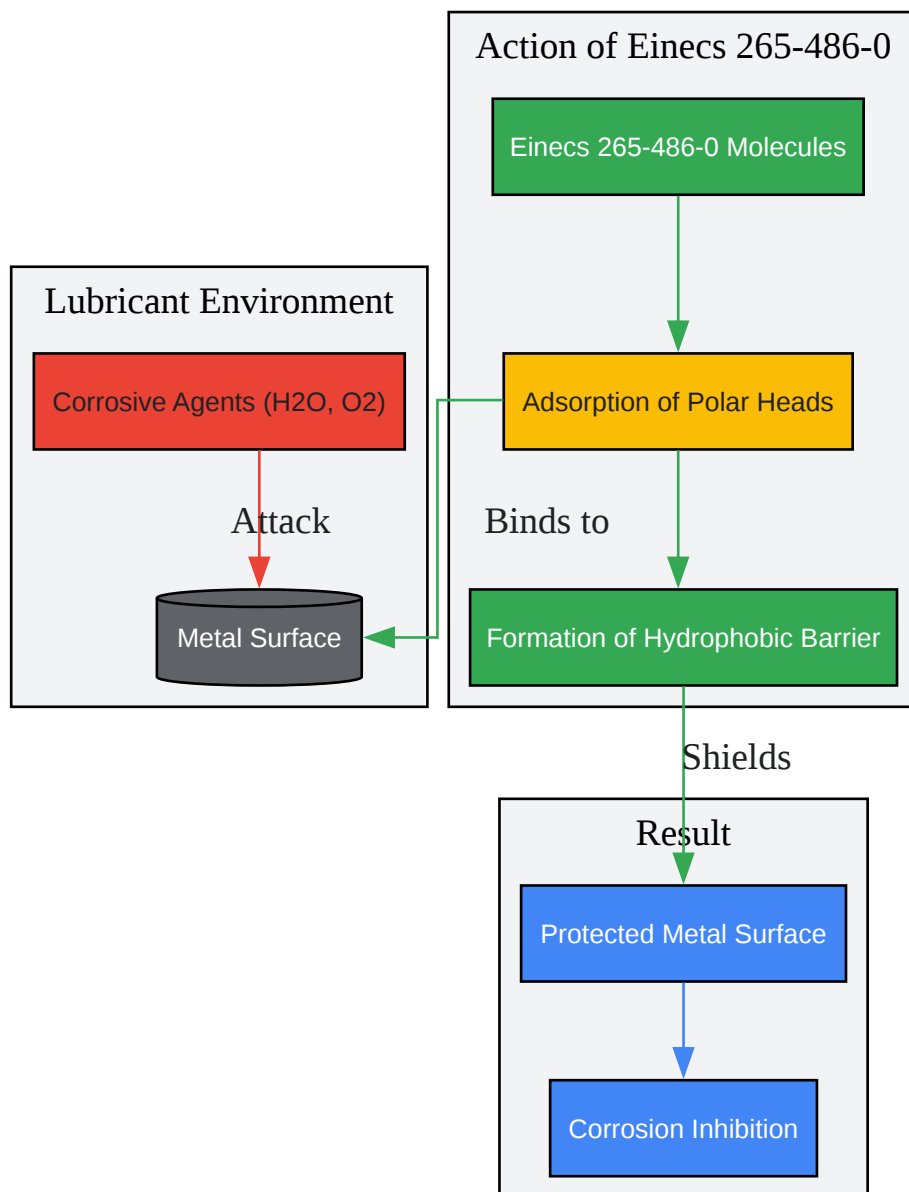 Action of Einecs 265-486-0
Einecs 265-486-0 Molecules
Lubricant Environment
Corrosive Agents (H2O, O2)
Adsorption of Polar Heads
Attack
Binds to
Metal Surface
Formation of Hydrophobic Barrier
Shields
Result
Protected Metal Surface
Corrosion Inhibition